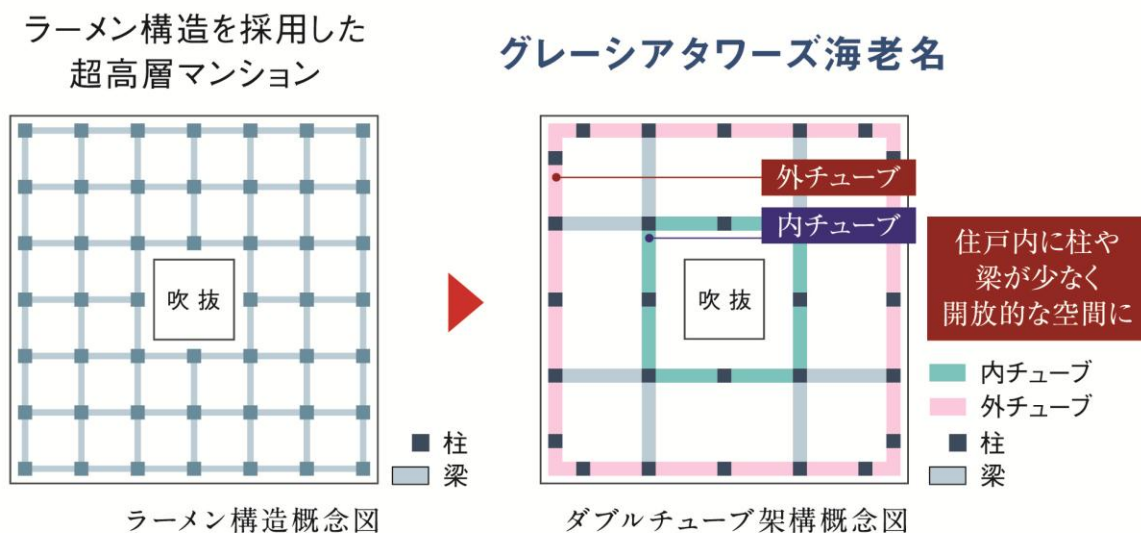 ラーメン構造を採用した
超高層マンション
吹抜
柱
梁
ラーメン構造概念図
グレーシアタワーズ海老名
外チューブ
内チューブ
吹抜
住戸内に柱や
梁が少なく
開放的な空間に
内チューブ
外チューブ
柱
梁
ダブルチューブ架構概念図